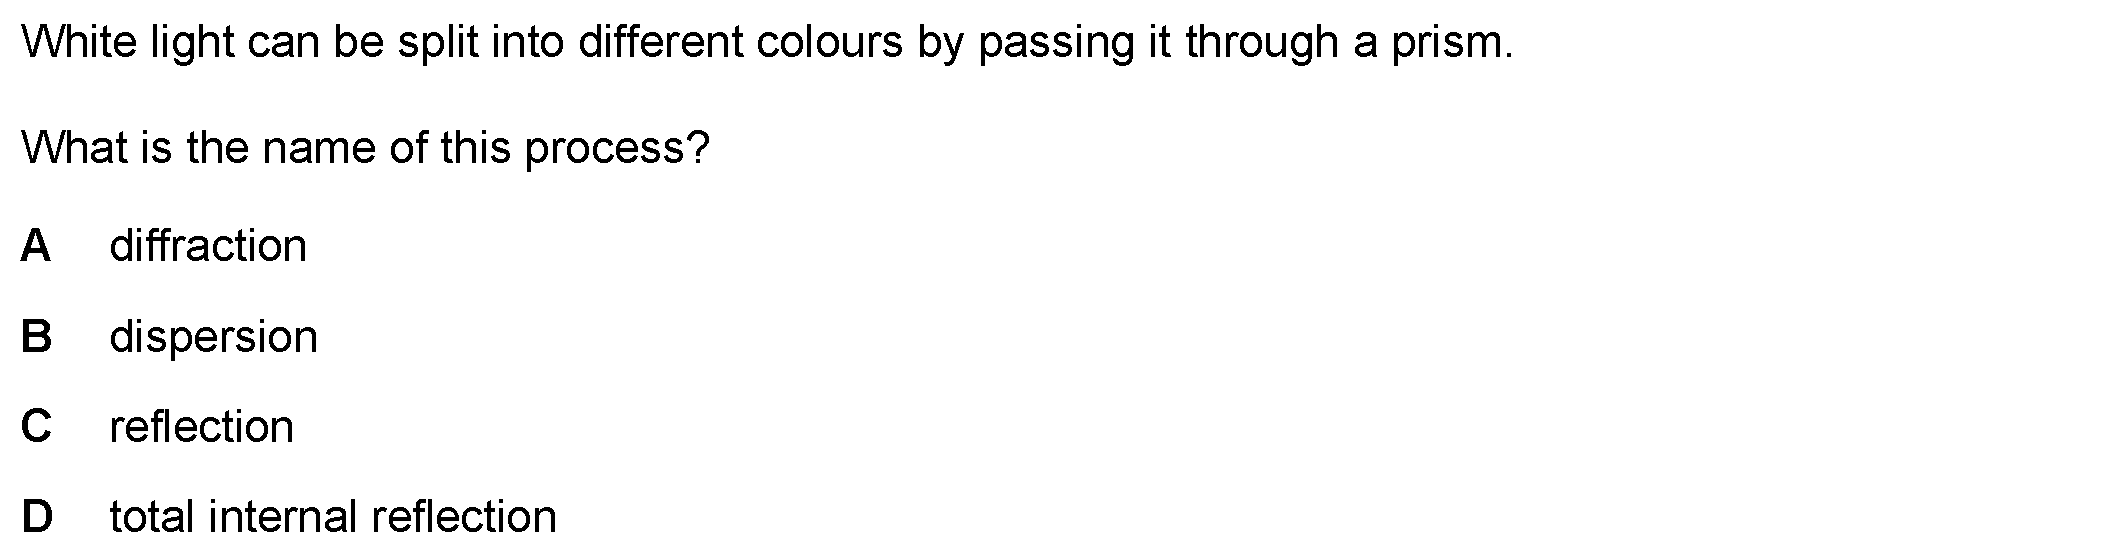 White light can be split into different colours by passing it through a prism.
What is the name of this process?
A diffraction
B dispersion
C reflection
D total internal reflection